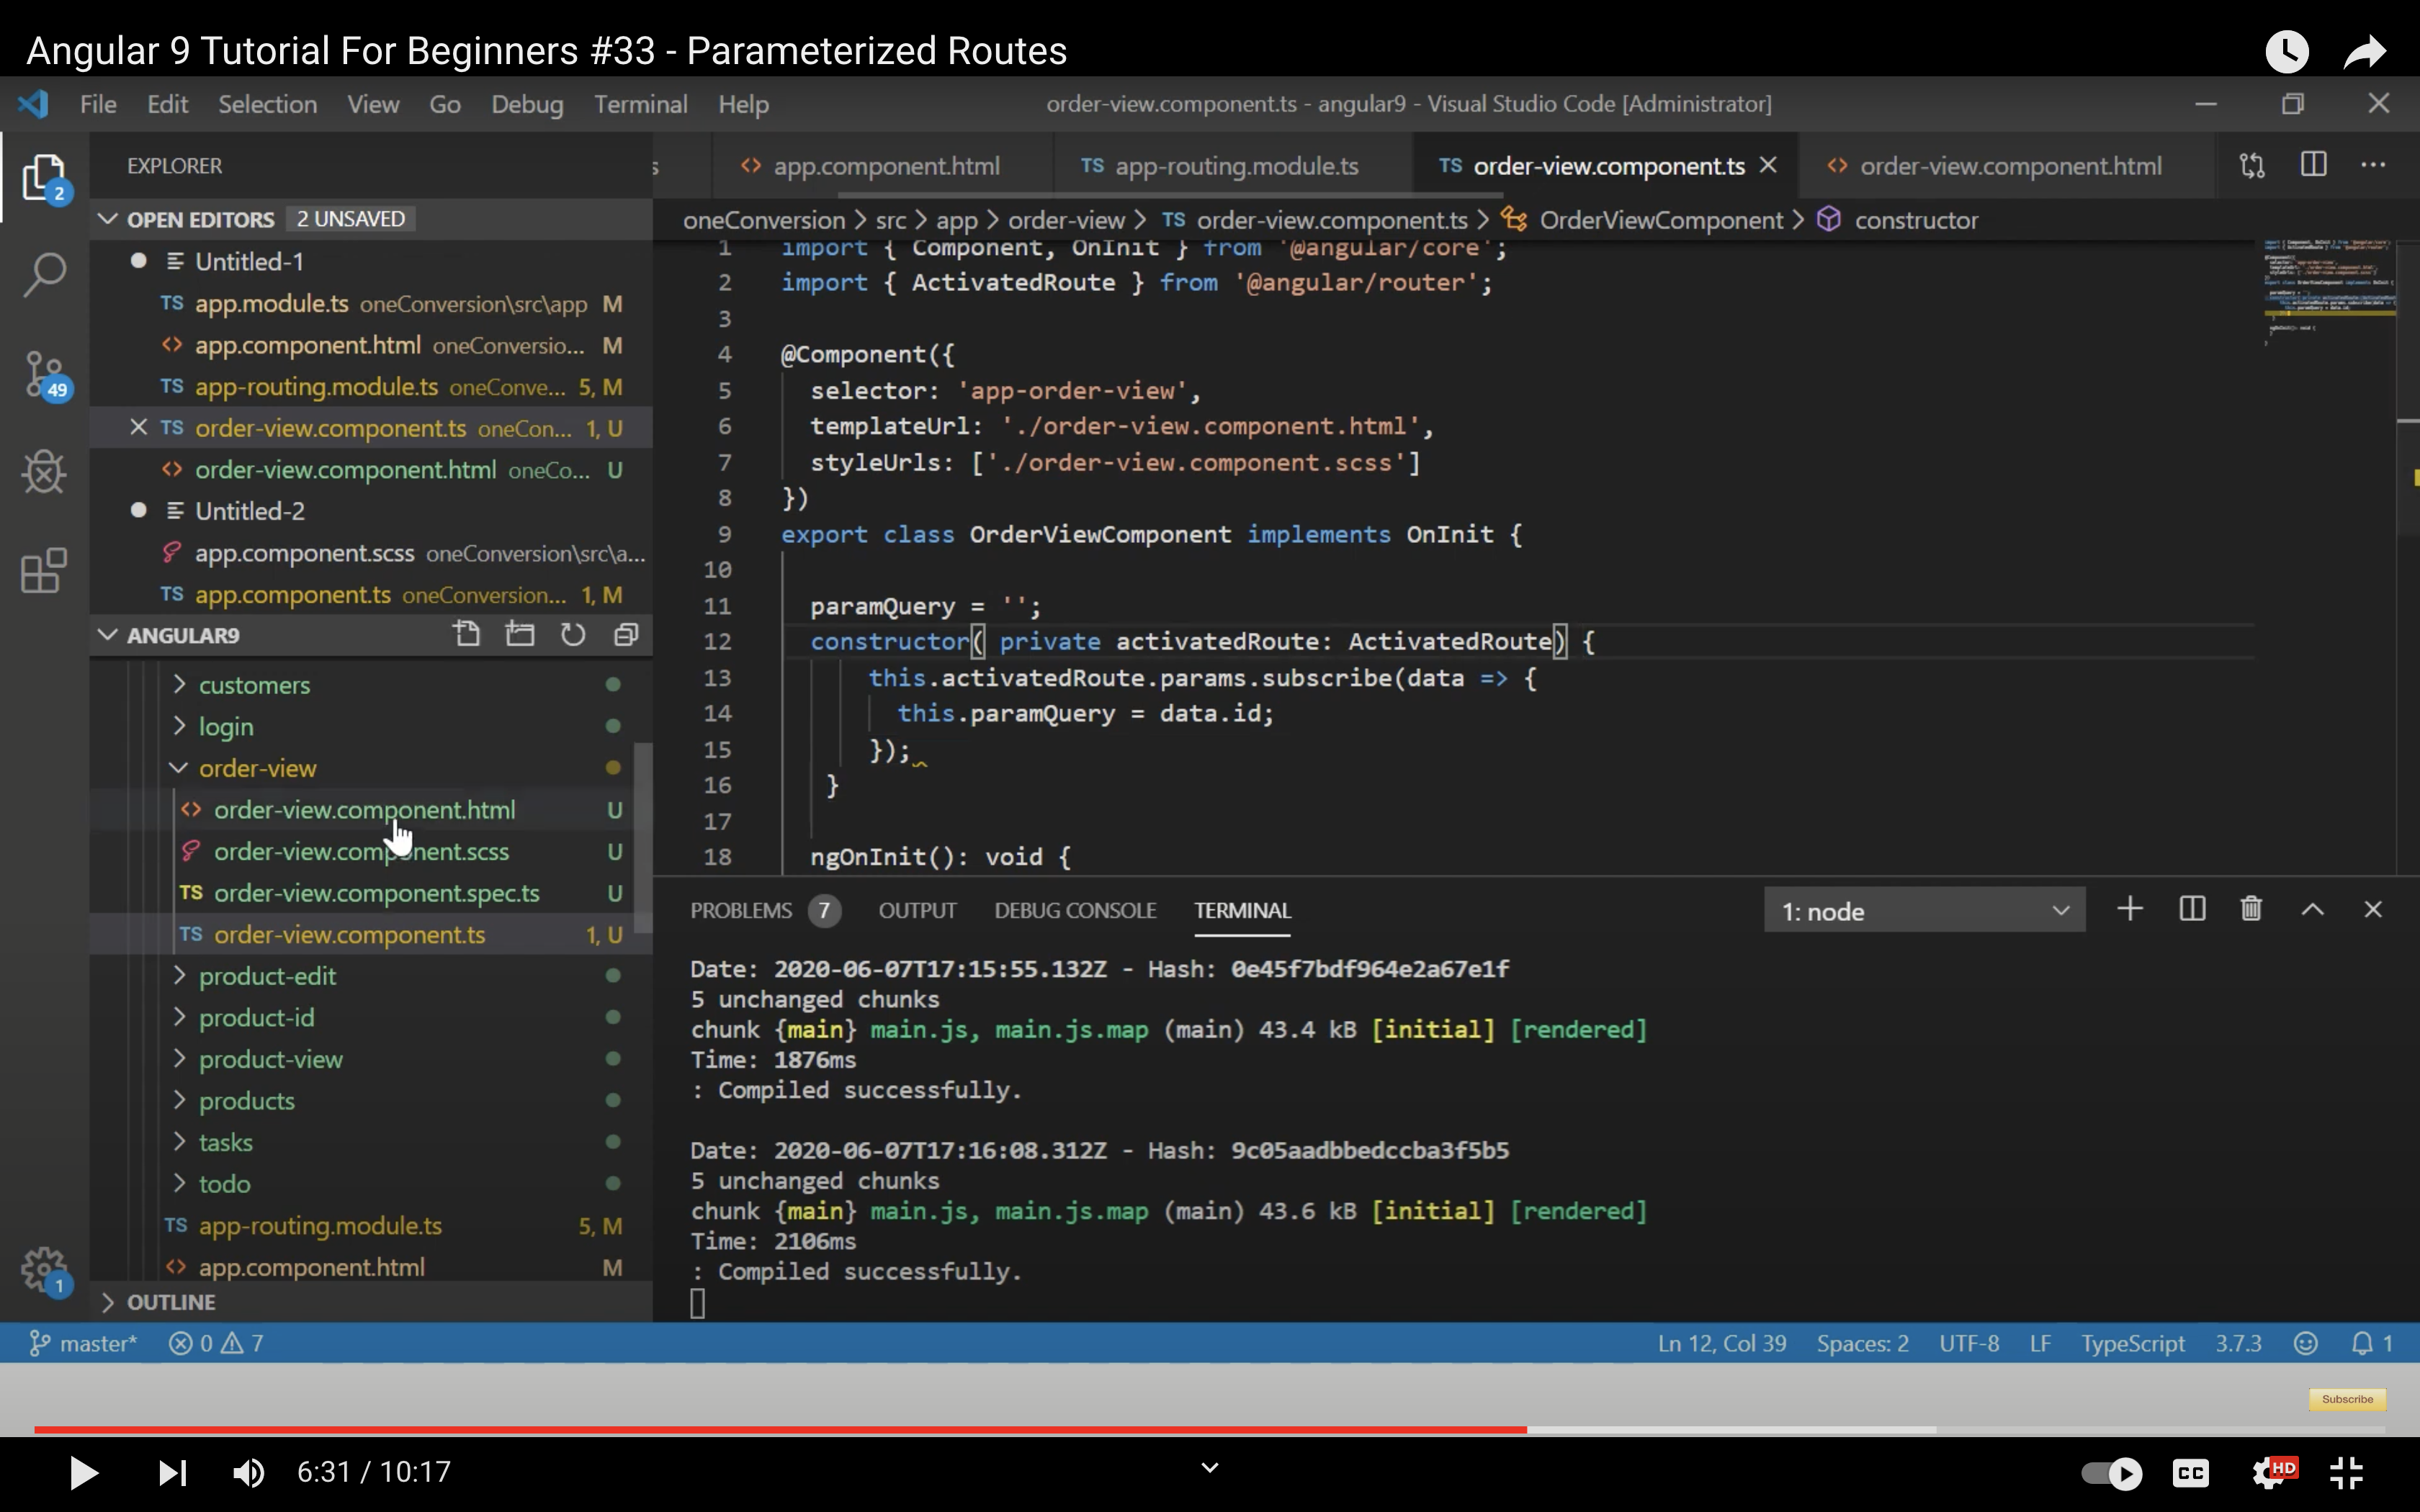 Angular 9 Tutorial For Beginners #33 - Parameterized Routes
File Edit Selection View Go Debug Terminal Help
order-view.component.ts - angular9 - Visual Studio Code [Administrator]
EXPLORER
s
app.component.html
TS app-routing.module.ts
TS order-view.component.ts
order-view.component.html
2
OPEN EDITORS 2 UNSAVED
oneConversion > src > app > order-view > TS order-view.component.ts > OrderViewComponent > constructor
Untitled-1
TS app.module.ts oneConversion\src\app M
app.component.html oneConversio... M
TS app-routing.module.ts oneConve... 5, M
TS order-view.component.ts oneCon... 1, U
order-view.component.html oneCo... U
Untitled-2
app.component.scss oneConversion\src\a...
TS app.component.ts oneConversion... 1, M
49
ANGULAR9
customers
login
order-view
order-view.component.html U
order-view.component.scss U
TS order-view.component.spec.ts U
TS order-view.component.ts 1, U
product-edit
product-id
product-view
products
tasks
todo
TS app-routing.module.ts 5, M
app.component.html M
1
OUTLINE
1 import { Component, OnInit } from '@angular/core';
2 import { ActivatedRoute } from '@angular/router';
3
4 @Component({
5 selector: 'app-order-view',
6 templateUrl: './order-view.component.html',
7 styleUrls: ['./order-view.component.scss']
8 })
9 export class OrderViewComponent implements OnInit {
10
11 paramQuery = '';
12 constructor( private activatedRoute: ActivatedRoute) {
13 this.activatedRoute.params.subscribe(data => {
14 this.paramQuery = data.id;
15 });
16 }
17
18 ngOnInit(): void {
PROBLEMS 7 OUTPUT DEBUG CONSOLE TERMINAL
1: node
Date: 2020-06-07T17:15:55.132Z - Hash: 0e45f7bdf964e2a67e1f
5 unchanged chunks
chunk {main} main.js, main.js.map (main) 43.4 kB [initial] [rendered]
Time: 1876ms
: Compiled successfully.
Date: 2020-06-07T17:16:08.312Z - Hash: 9c05aadbbedccba3f5b5
5 unchanged chunks
chunk {main} main.js, main.js.map (main) 43.6 kB [initial] [rendered]
Time: 2106ms
: Compiled successfully.
master* 0 7
Ln 12, Col 39 Spaces: 2 UTF-8 LF TypeScript 3.7.3 1
Subscribe
6:31 / 10:17
CC
HD